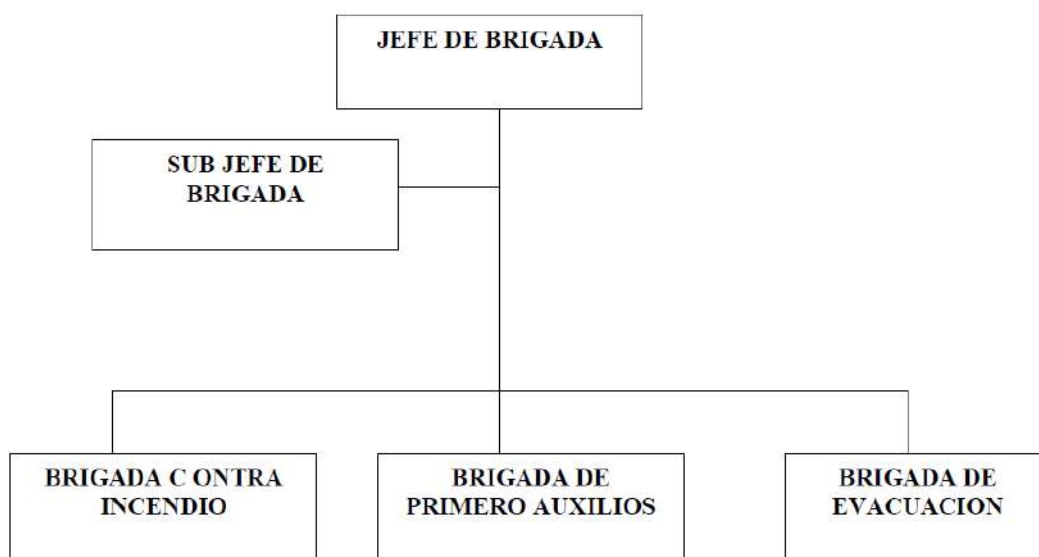 JEFE DE BRIGADA
SUB JEFE DE
BRIGADA
BRIGADA C ONTRA
INCENDIO
BRIGADA DE
PRIMERO AUXILIOS
BRIGADA DE
EVACUACION